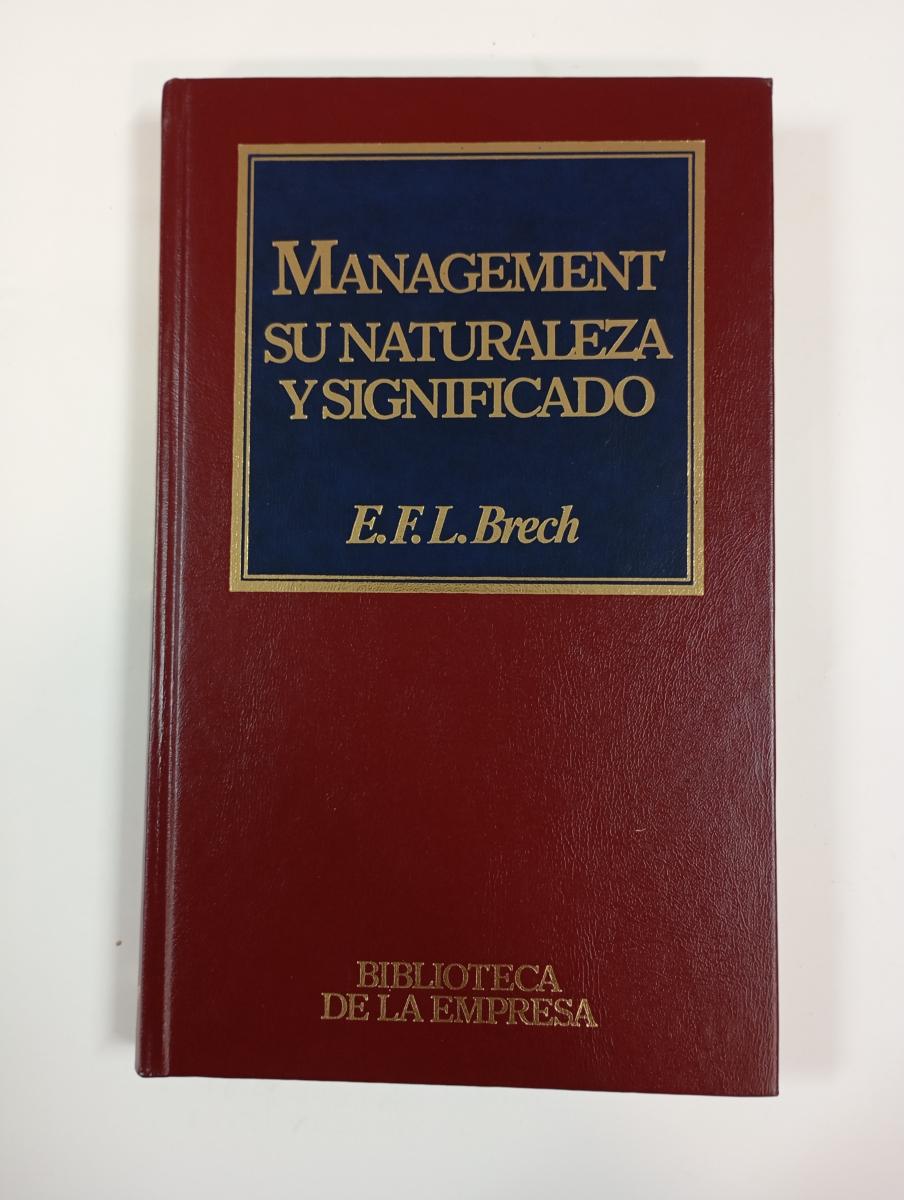 MANAGEMENT
SU NATURALEZA
Y SIGNIFICADO
E.F.L. Brech
BIBLIOTECA
DE LA EMPRESA